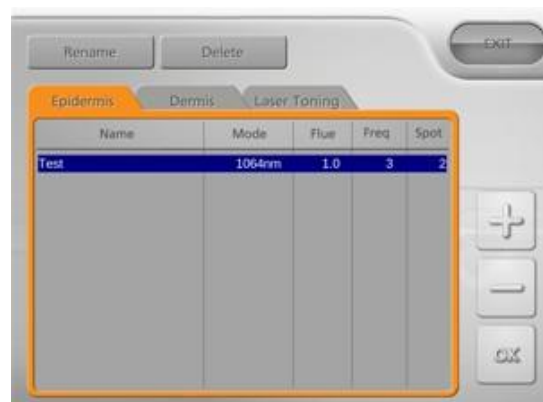 EXIT
Rename Delete
Epidermis Dermis Laser Toning
Name Mode Flue Freq Spot
Test 1064nm 1.0 3 2
+
−
OK